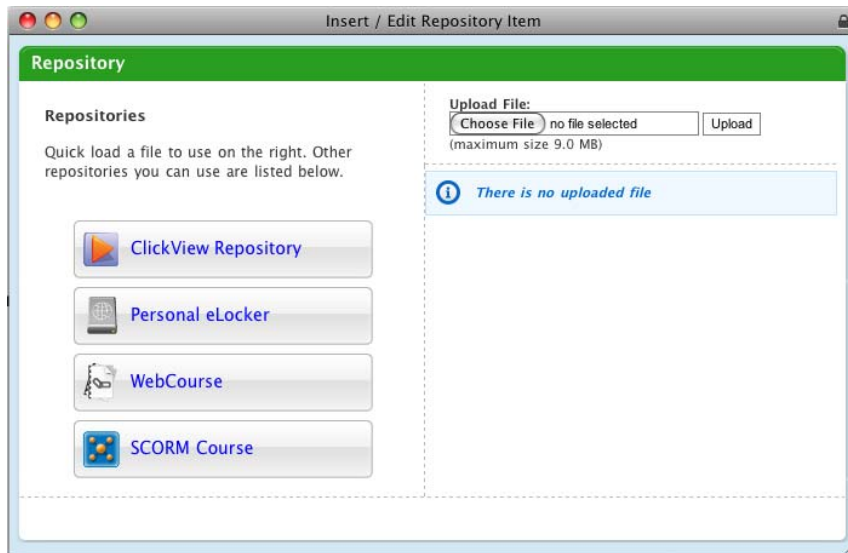 Insert / Edit Repository Item
Repository
Repositories
Quick load a file to use on the right. Other
repositories you can use are listed below.
ClickView Repository
Personal eLocker
WebCourse
SCORM Course
Upload File:
Choose File no file selected Upload
(maximum size 9.0 MB)
There is no uploaded file